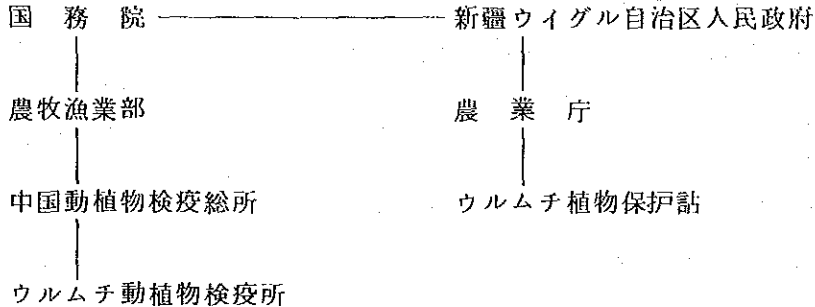 国務院 新疆ウイグル自治区人民政府
農牧漁業部 農業庁
中国動植物検疫総所 ウルムチ植物保护詀
ウルムチ動植物検疫所